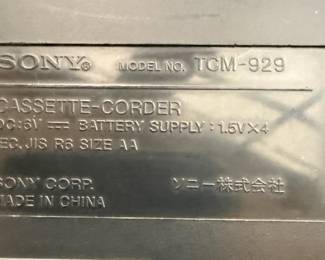 SONY® MODEL NO. TCM-929
CASSETTE-CORDER
DC:6V ⎓ BATTERY SUPPLY : 1.5V×4
IEC.JIS R6 SIZE AA
SONY CORP. ソニー株式会社
MADE IN CHINA